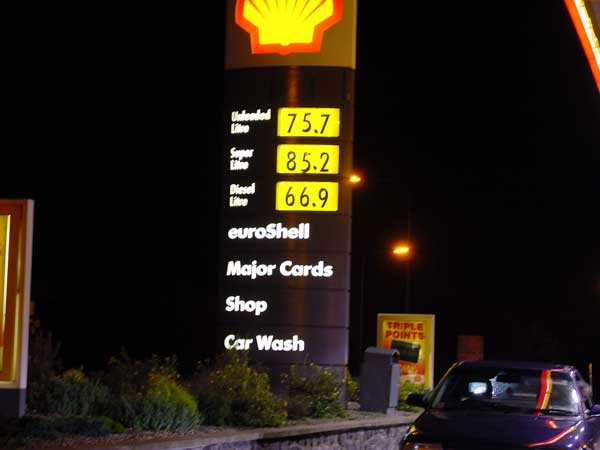 Unleaded
Litre
75.7
Super
Litre
85.2
Diesel
Litre
66.9
euroShell
Major Cards
Shop
Car Wash
TRIPLE
POINTS